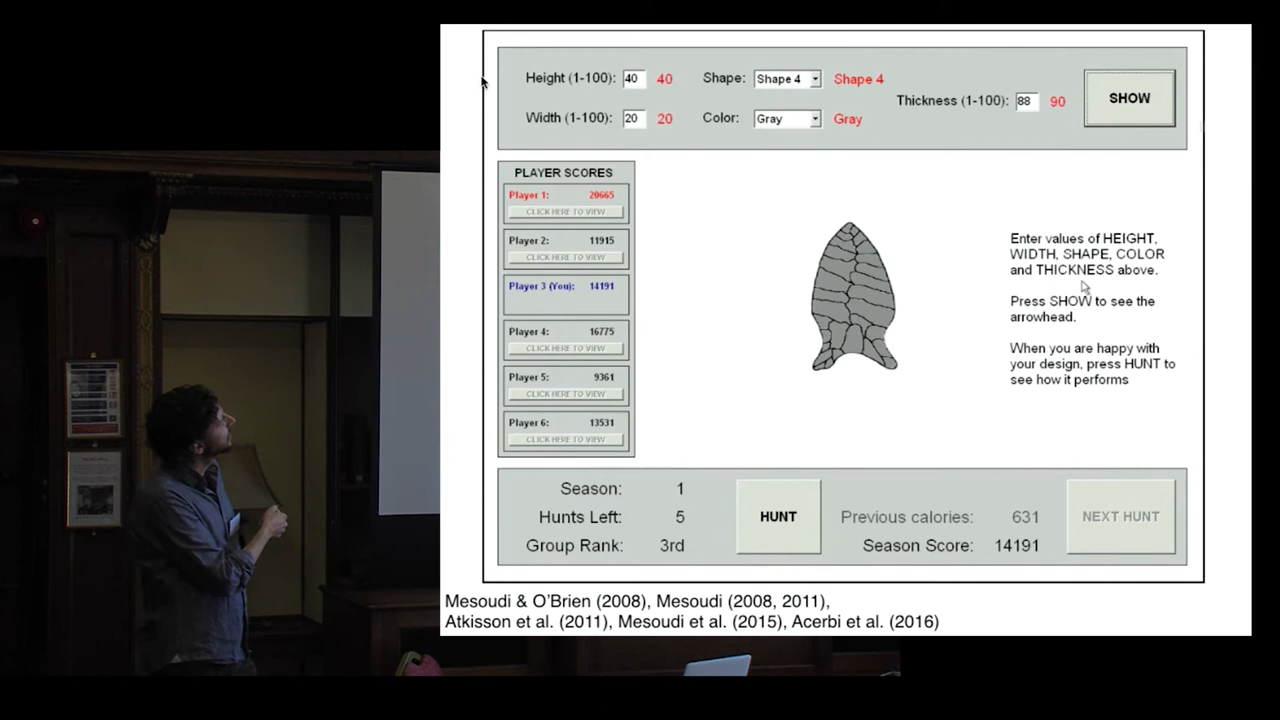 Height (1-100): 40 40 Shape: Shape 4 Shape 4
Thickness (1-100): 88 90
SHOW
Width (1-100): 20 20 Color: Gray Gray
PLAYER SCORES
Player 1: 20665
CLICK HERE TO VIEW
Player 2: 11915
CLICK HERE TO VIEW
Player 3 (You): 14191
Player 4: 16775
CLICK HERE TO VIEW
Player 5: 9361
CLICK HERE TO VIEW
Player 6: 13531
CLICK HERE TO VIEW
Enter values of HEIGHT,
WIDTH, SHAPE, COLOR
and THICKNESS above.
Press SHOW to see the
arrowhead.
When you are happy with
your design, press HUNT to
see how it performs
Season: 1
Hunts Left: 5
Group Rank: 3rd
HUNT
Previous calories: 631
Season Score: 14191
NEXT HUNT
Mesoudi & O'Brien (2008), Mesoudi (2008, 2011),
Atkisson et al. (2011), Mesoudi et al. (2015), Acerbi et al. (2016)